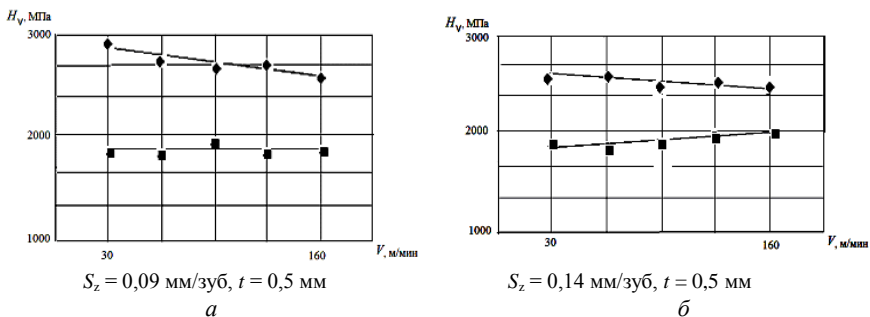 H_V, МПа
3000
2000
1000
30
160
V, м/мин
S_z = 0,09 мм/зуб, t = 0,5 мм
а
H_V, МПа
3000
2000
1000
30
160
V, м/мин
S_z = 0,14 мм/зуб, t = 0,5 мм
б